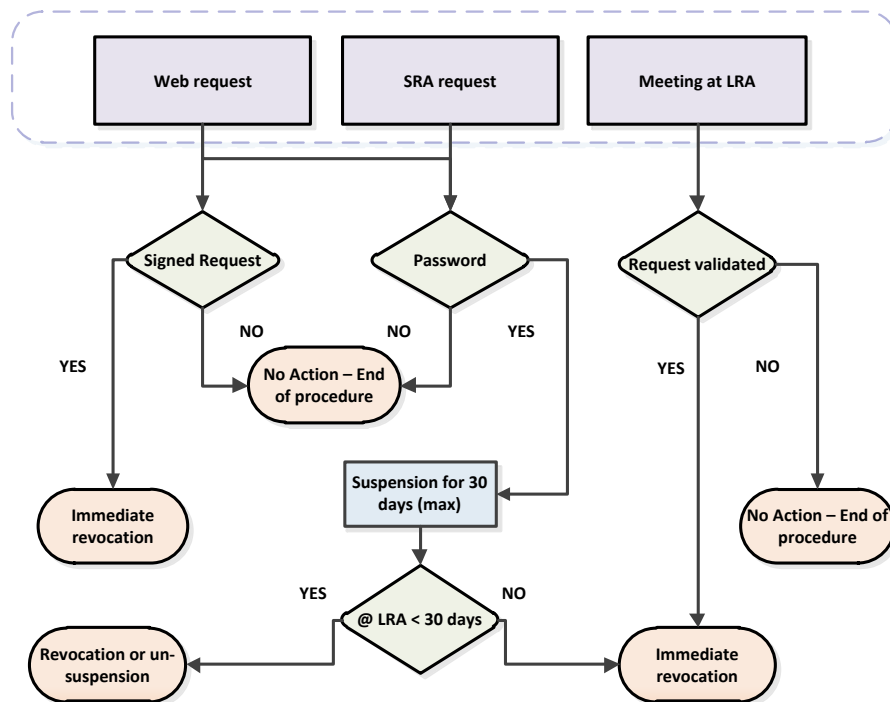 Web request
SRA request
Meeting at LRA
Signed Request
Password
Request validated
NO
NO
YES
YES
YES
NO
No Action – End
of procedure
Suspension for 30
days (max)
Immediate
revocation
No Action – End of
procedure
YES
NO
@ LRA < 30 days
Revocation or un-
suspension
Immediate
revocation